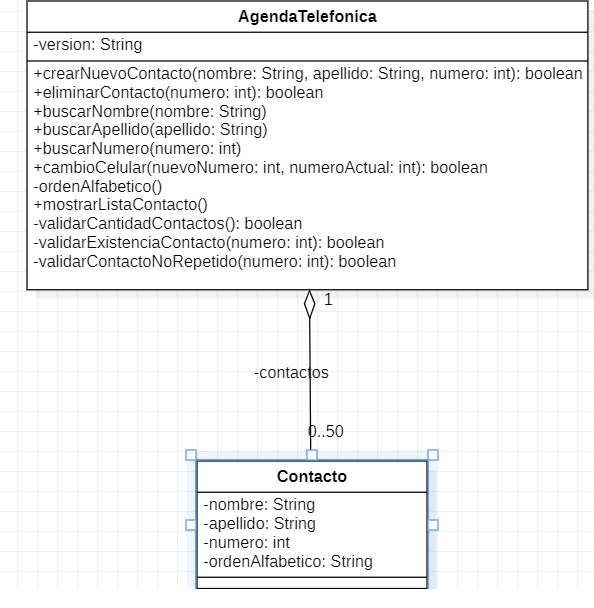 AgendaTelefonica
-version: String
+crearNuevoContacto(nombre: String, apellido: String, numero: int): boolean
+eliminarContacto(numero: int): boolean
+buscarNombre(nombre: String)
+buscarApellido(apellido: String)
+buscarNumero(numero: int)
+cambioCelular(nuevoNumero: int, numeroActual: int): boolean
-ordenAlfabetico()
+mostrarListaContacto()
-validarCantidadContactos(): boolean
-validarExistenciaContacto(numero: int): boolean
-validarContactoNoRepetido(numero: int): boolean
1
-contactos
0..50
Contacto
-nombre: String
-apellido: String
-numero: int
-ordenAlfabetico: String